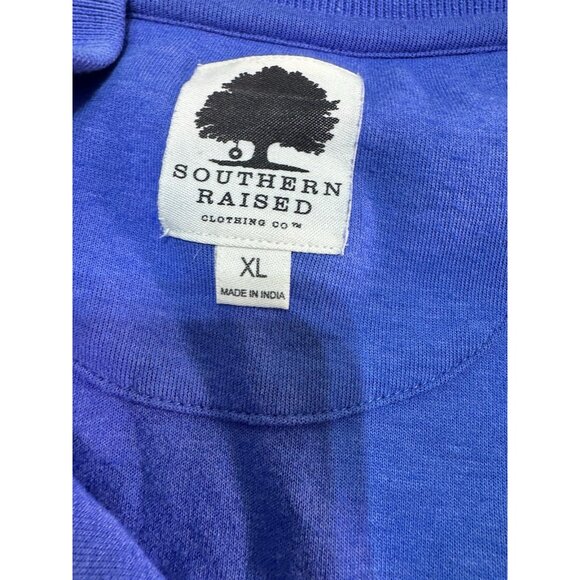 SOUTHERN
RAISED
CLOTHING CO™
XL
MADE IN INDIA